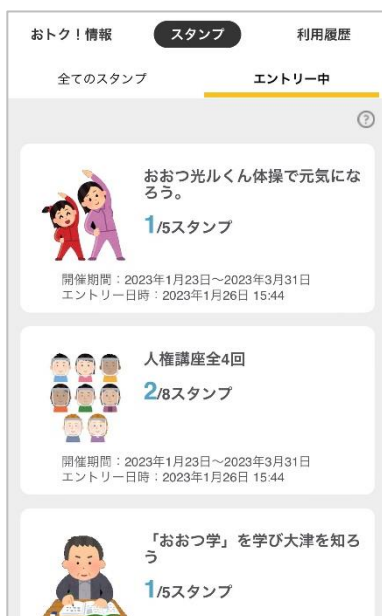 おトク！情報 スタンプ 利用履歴
全てのスタンプ エントリー中
?
おおつ光ルくん体操で元気にな
ろう。
1/5スタンプ
開催期間：2023年1月23日～2023年3月31日
エントリー日時：2023年1月26日 15:44
人権講座全4回
2/8スタンプ
開催期間：2023年1月23日～2023年3月31日
エントリー日時：2023年1月26日 15:44
「おおつ学」を学び大津を知ろ
う
1/5スタンプ